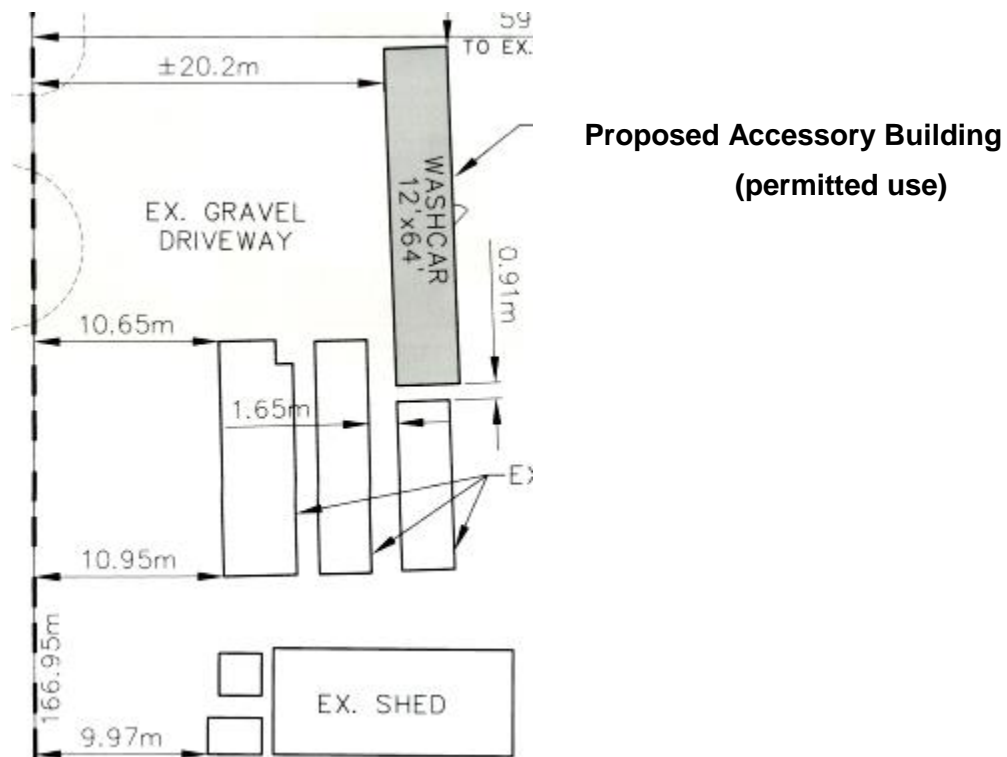 59
TO EX.
±20.2m
Proposed Accessory Building
(permitted use)
WASHCAR
12'x64'
EX. GRAVEL
DRIVEWAY
0.91m
10.65m
1.65m
EX
10.95m
166.95m
EX. SHED
9.97m